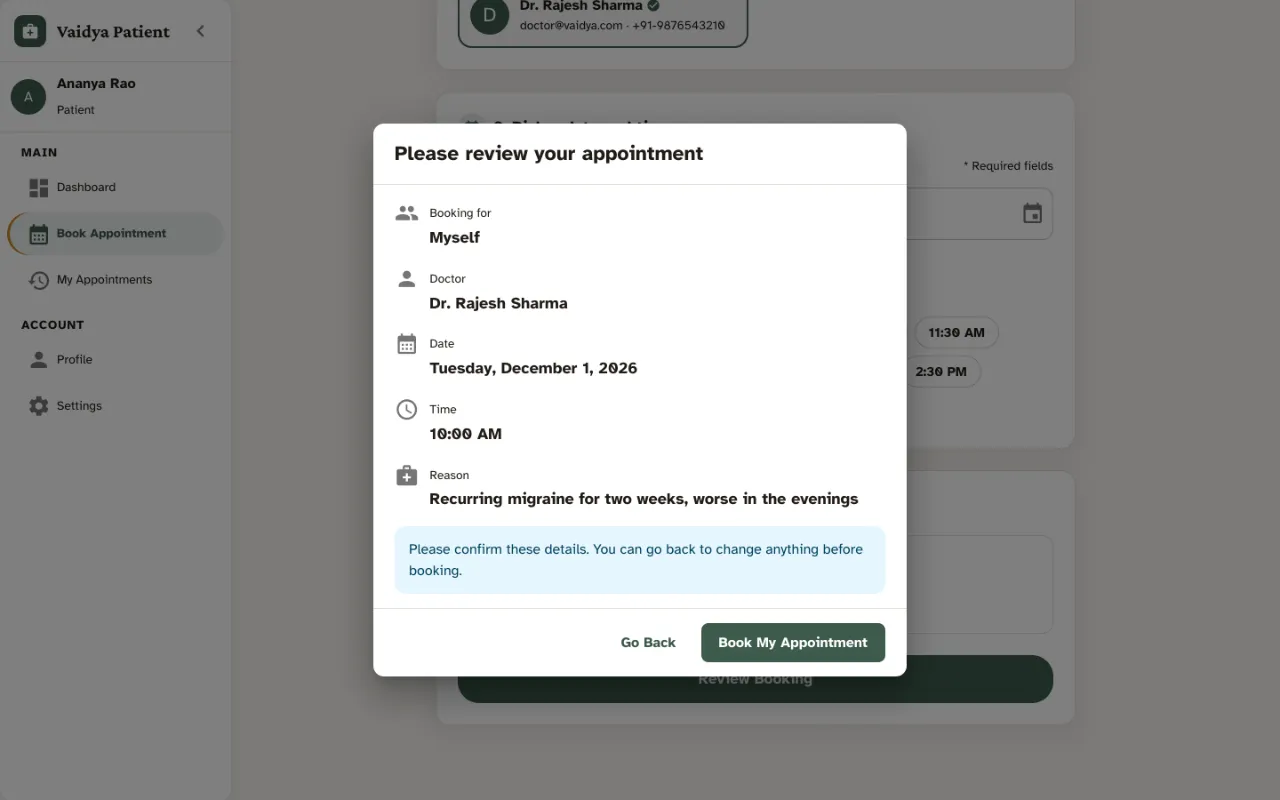 Vaidya Patient
A
Ananya Rao
Patient
MAIN
Dashboard
Book Appointment
My Appointments
ACCOUNT
Profile
Settings
D
Dr. Rajesh Sharma
doctor@vaidya.com · +91-9876543210
* Required fields
11:30 AM
2:30 PM
Please review your appointment
Booking for
Myself
Doctor
Dr. Rajesh Sharma
Date
Tuesday, December 1, 2026
Time
10:00 AM
Reason
Recurring migraine for two weeks, worse in the evenings
Please confirm these details. You can go back to change anything before
booking.
Go Back
Book My Appointment
Review Booking